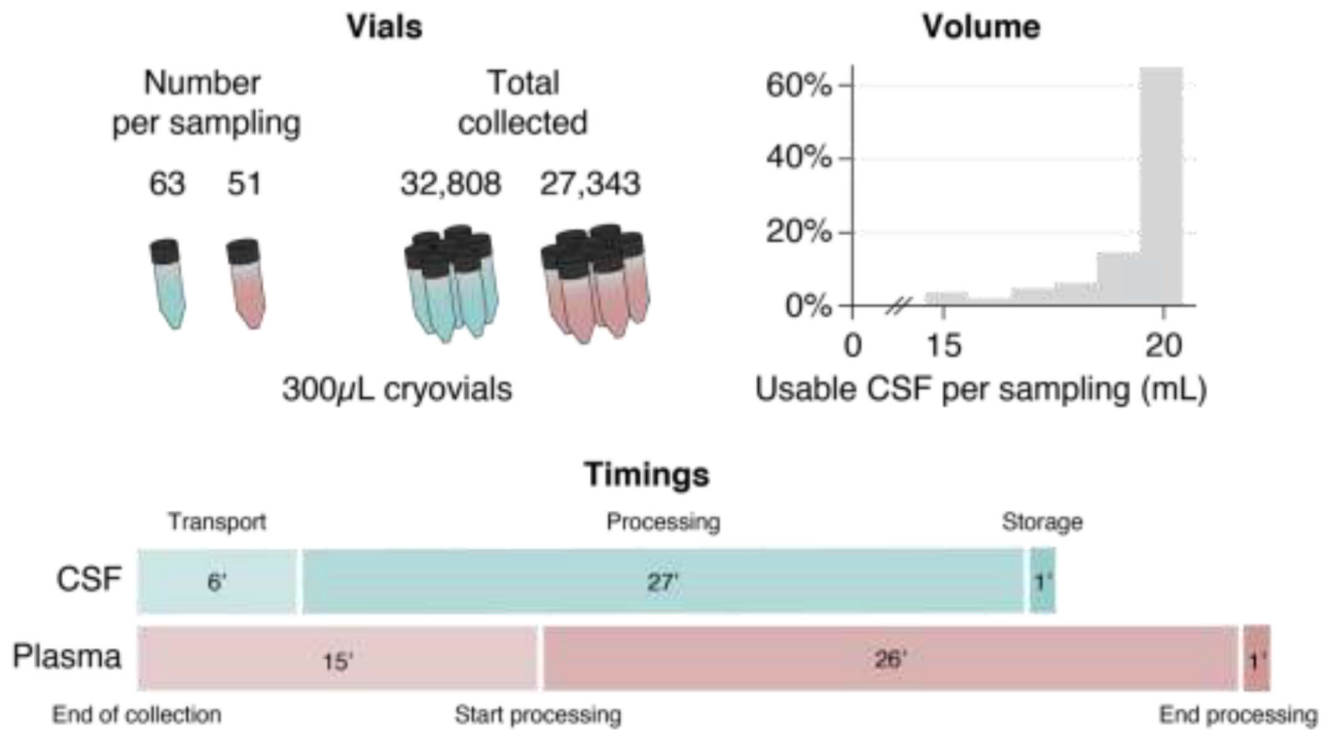 Vials
Number
per sampling
Total
collected
63 51
32,808 27,343
300µL cryovials
Volume
60%
40%
20%
0%
0 15 20
Usable CSF per sampling (mL)
Timings
Transport Processing Storage
CSF 6' 27' 1'
Plasma 15' 26' 1'
End of collection Start processing End processing